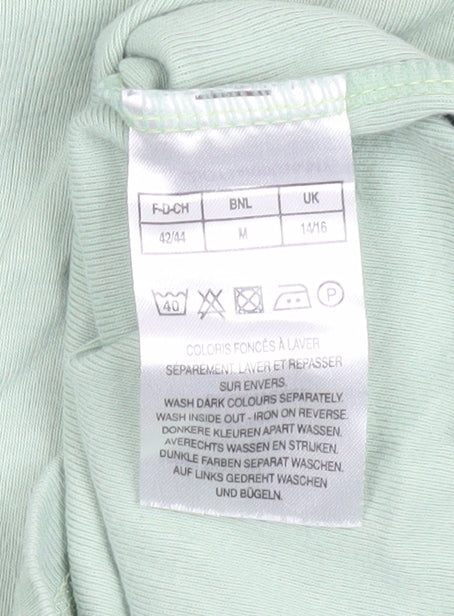 F-D-CH BNL UK
42/44 M 14/16
40 P
COLORIS FONCÉS À LAVER
SÉPAREMENT, LAVER ET REPASSER
SUR ENVERS.
WASH DARK COLOURS SEPARATELY.
WASH INSIDE OUT - IRON ON REVERSE.
DONKERE KLEUREN APART WASSEN.
AVERECHTS WASSEN EN STRIJKEN.
DUNKLE FARBEN SEPARAT WASCHEN.
AUF LINKS GEDREHT WASCHEN
UND BÜGELN.